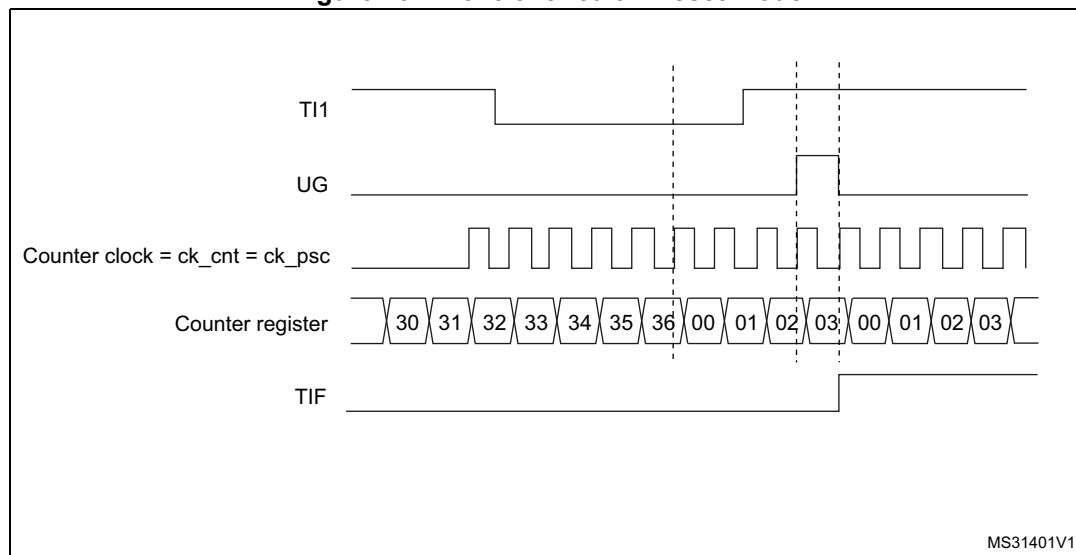 TI1
UG
Counter clock = ck_cnt = ck_psc
Counter register 30 31 32 33 34 35 36 00 01 02 03 00 01 02 03
TIF
MS31401V1